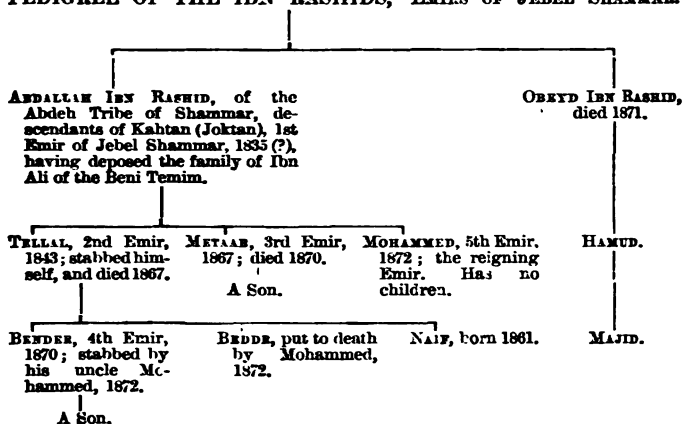 PEDIGREE OF THE IBN RASHIDS, EMIRS OF JEBEL SHAMMAR.
ABDALLAH IBN RASHID, of the
Abdeh Tribe of Shammar, de-
scendants of Kahtan (Joktan), 1st
Emir of Jebel Shammar, 1835 (?),
having deposed the family of Ibn
Ali of the Beni Temim.
OBEYD IBN RASHID,
died 1871.
TELLAL, 2nd Emir,
1843; stabbed him-
self, and died 1867.
METAAB, 3rd Emir,
1867; died 1870.
A Son.
MOHAMMED, 5th Emir.
1872; the reigning
Emir. Has no
children.
HAMUD.
BENDER, 4th Emir,
1870; stabbed by
his uncle Mo-
hammed, 1872.
A Son.
BEDDR, put to death
by Mohammed,
1872.
NAIF, born 1861.
MAJID.